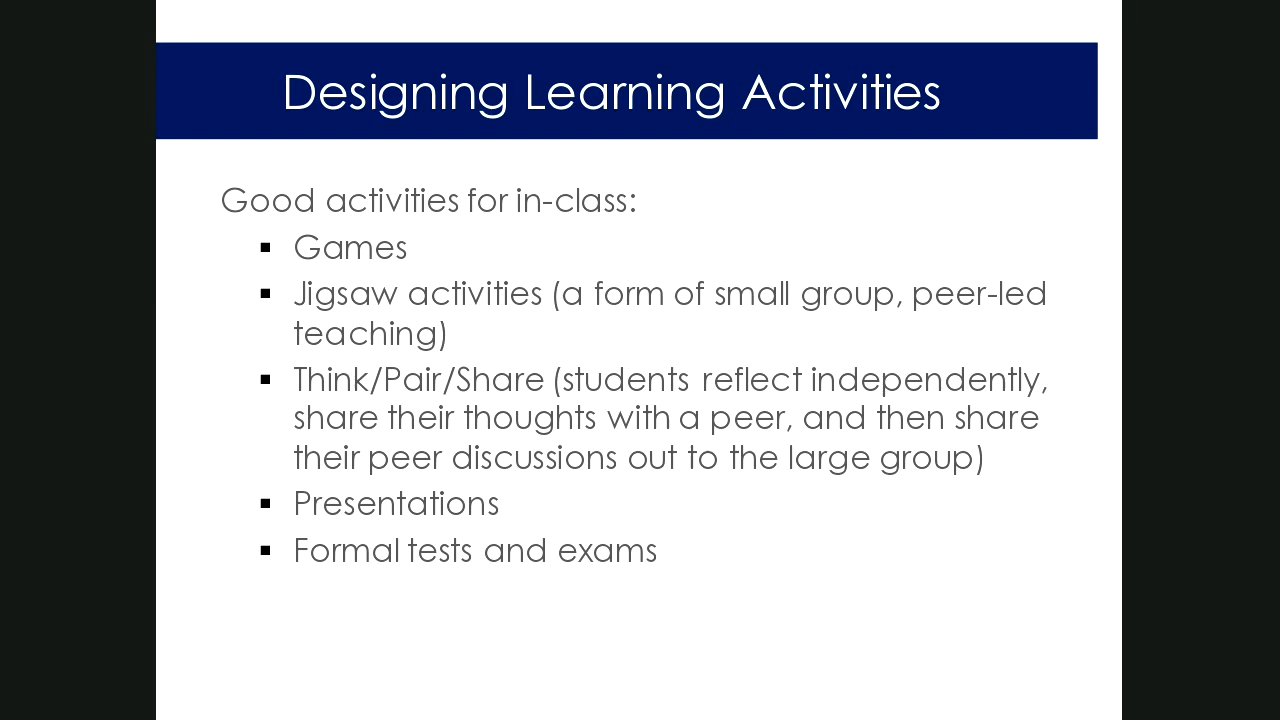 Designing Learning Activities
Good activities for in-class:
▪ Games
▪ Jigsaw activities (a form of small group, peer-led
teaching)
▪ Think/Pair/Share (students reflect independently,
share their thoughts with a peer, and then share
their peer discussions out to the large group)
▪ Presentations
▪ Formal tests and exams